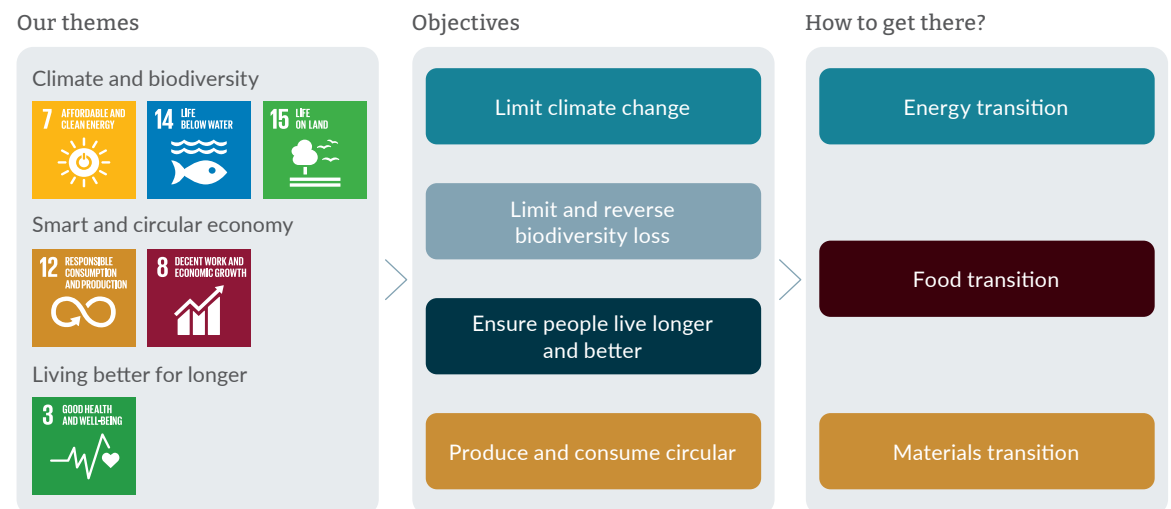 Our themes
Climate and biodiversity
7 AFFORDABLE AND
CLEAN ENERGY
14 LIFE
BELOW WATER
15 LIFE
ON LAND
Smart and circular economy
12 RESPONSIBLE
CONSUMPTION
AND PRODUCTION
8 DECENT WORK AND
ECONOMIC GROWTH
Living better for longer
3 GOOD HEALTH
AND WELL-BEING
Objectives
Limit climate change
Limit and reverse
biodiversity loss
Ensure people live longer
and better
Produce and consume circular
How to get there?
Energy transition
Food transition
Materials transition